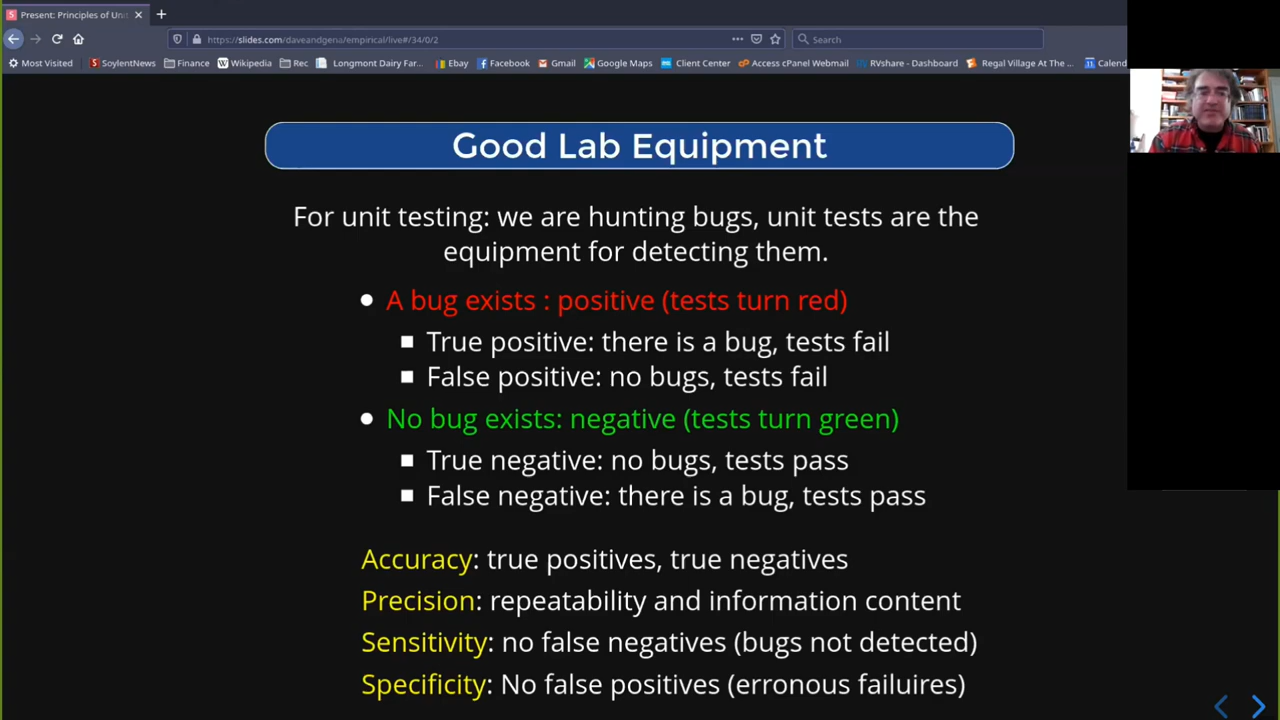 Present: Principles of Uni
https://slides.com/daveandgena/empirical/live#/34/0/2
Search
Most Visited
SoylentNews
Finance
Wikipedia
Rec
Longmont Dairy Far...
Ebay
Facebook
Gmail
Google Maps
Client Center
Access cPanel Webmail
RVshare - Dashboard
Regal Village At The ...
Calend
Good Lab Equipment
For unit testing: we are hunting bugs, unit tests are the
equipment for detecting them.
A bug exists : positive (tests turn red)
True positive: there is a bug, tests fail
False positive: no bugs, tests fail
No bug exists: negative (tests turn green)
True negative: no bugs, tests pass
False negative: there is a bug, tests pass
Accuracy: true positives, true negatives
Precision: repeatability and information content
Sensitivity: no false negatives (bugs not detected)
Specificity: No false positives (erronous failuires)